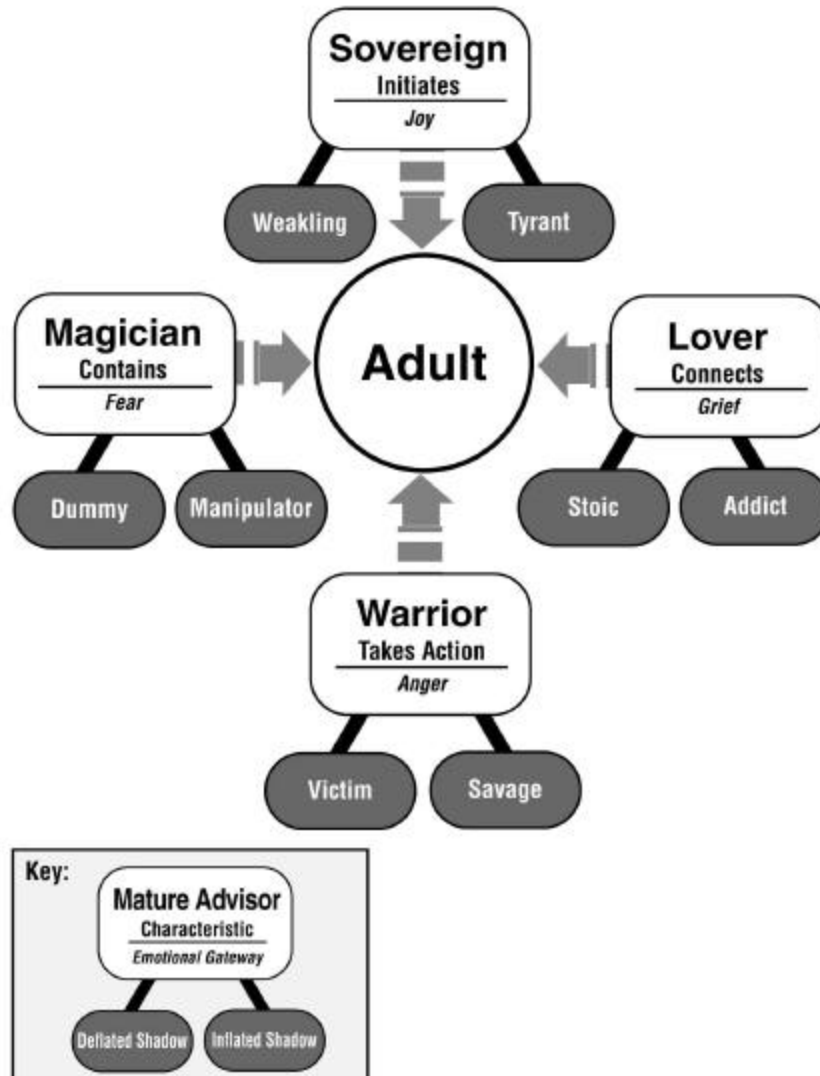 Sovereign
Initiates
Joy
Weakling
Tyrant
Magician
Contains
Fear
Dummy
Manipulator
Adult
Lover
Connects
Grief
Stoic
Addict
Warrior
Takes Action
Anger
Victim
Savage
Key:
Mature Advisor
Characteristic
Emotional Gateway
Deflated Shadow
Inflated Shadow